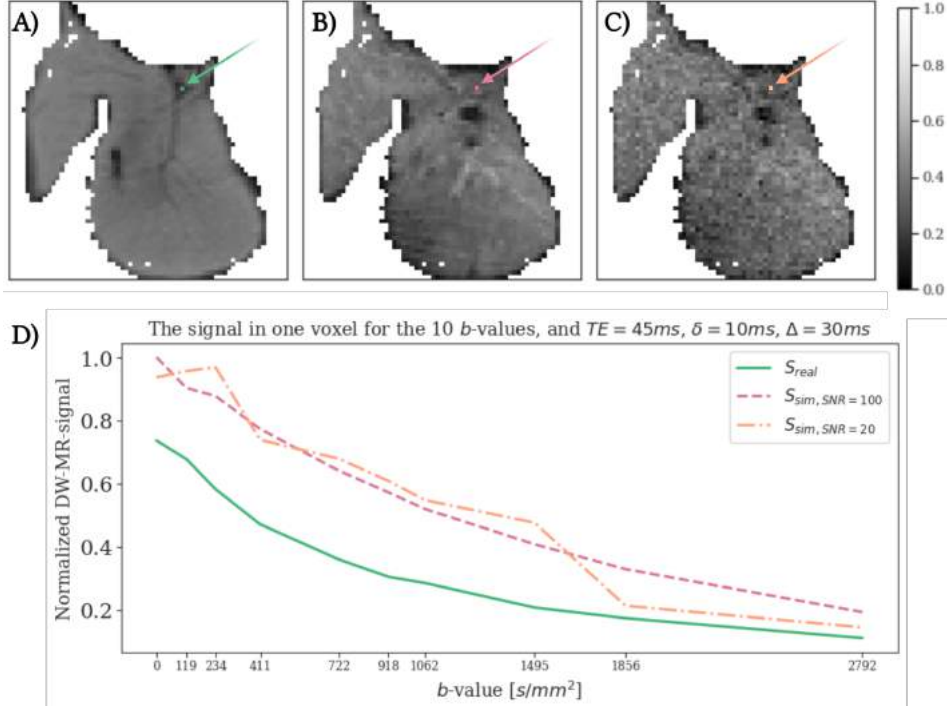 A)
B)
C)
1.0
0.8
0.6
0.4
0.2
0.0
D)
The signal in one voxel for the 10 b-values, and TE = 45ms, δ = 10ms, Δ = 30ms
Normalized DW-MR-signal
1.0
0.8
0.6
0.4
0.2
S_real
S_sim, SNR = 100
S_sim, SNR = 20
0 119 234 411 722 918 1062 1495 1856 2792
b-value [s/mm²]